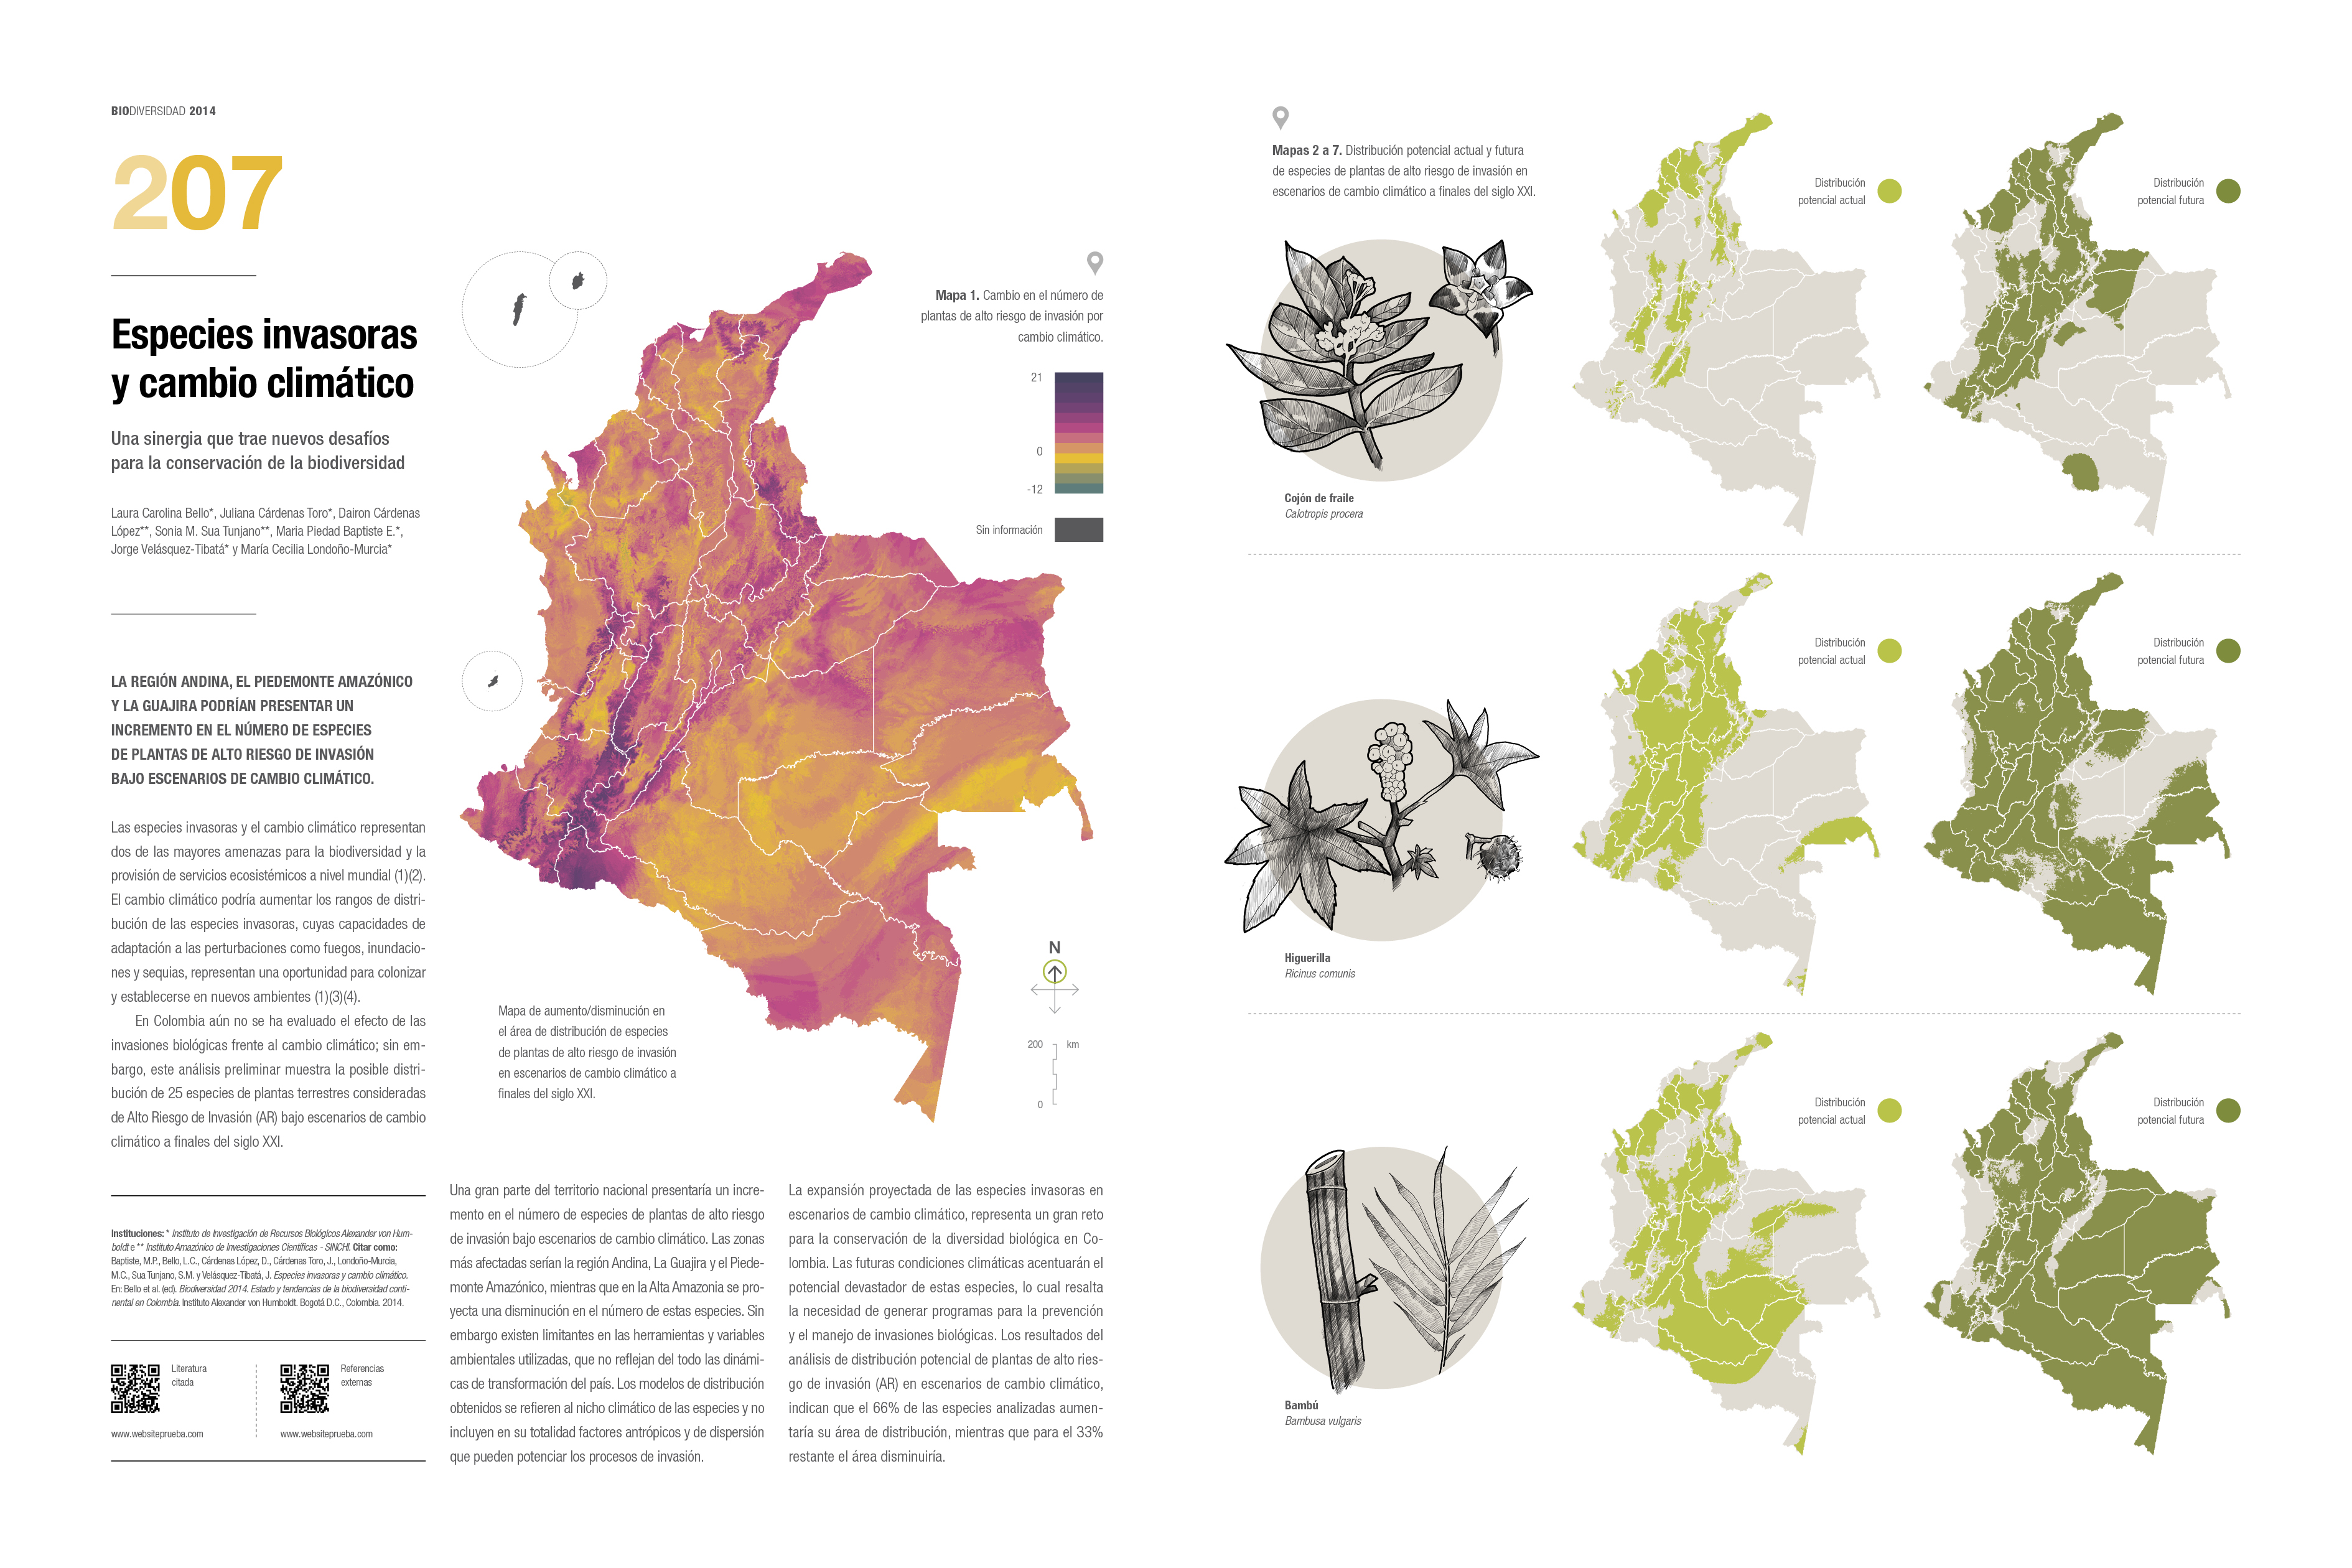 BIODIVERSIDAD 2014
207
Especies invasoras
y cambio climático
Una sinergia que trae nuevos desafíos
para la conservación de la biodiversidad
Laura Carolina Bello*, Juliana Cárdenas Toro*, Dairon Cárdenas
López**, Sonia M. Sua Tunjano**, Maria Piedad Baptiste E.*,
Jorge Velásquez-Tibatá* y María Cecilia Londoño-Murcia*
LA REGIÓN ANDINA, EL PIEDEMONTE AMAZÓNICO
Y LA GUAJIRA PODRÍAN PRESENTAR UN
INCREMENTO EN EL NÚMERO DE ESPECIES
DE PLANTAS DE ALTO RIESGO DE INVASIÓN
BAJO ESCENARIOS DE CAMBIO CLIMÁTICO.
Las especies invasoras y el cambio climático representan
dos de las mayores amenazas para la biodiversidad y la
provisión de servicios ecosistémicos a nivel mundial (1)(2).
El cambio climático podría aumentar los rangos de distri-
bución de las especies invasoras, cuyas capacidades de
adaptación a las perturbaciones como fuegos, inundacio-
nes y sequias, representan una oportunidad para colonizar
y establecerse en nuevos ambientes (1)(3)(4).
En Colombia aún no se ha evaluado el efecto de las
invasiones biológicas frente al cambio climático; sin em-
bargo, este análisis preliminar muestra la posible distri-
bución de 25 especies de plantas terrestres consideradas
de Alto Riesgo de Invasión (AR) bajo escenarios de cambio
climático a finales del siglo XXI.
Instituciones: * Instituto de Investigación de Recursos Biológicos Alexander von Hum-
boldt e ** Instituto Amazónico de Investigaciones Científicas - SINCHI. Citar como:
Baptiste, M.P., Bello, L.C., Cárdenas López, D., Cárdenas Toro, J., Londoño-Murcia,
M.C., Sua Tunjano, S.M. y Velásquez-Tibatá, J. Especies invasoras y cambio climático.
En: Bello et al. (ed). Biodiversidad 2014. Estado y tendencias de la biodiversidad conti-
nental en Colombia. Instituto Alexander von Humboldt. Bogotá D.C., Colombia. 2014.
Literatura
citada
www.websiteprueba.com
Referencias
externas
www.websiteprueba.com
Mapa 1. Cambio en el número de
plantas de alto riesgo de invasión por
cambio climático.
21
0
-12
Sin información
N
200 km
0
Mapa de aumento/disminución en
el área de distribución de especies
de plantas de alto riesgo de invasión
en escenarios de cambio climático a
finales del siglo XXI.
Una gran parte del territorio nacional presentaría un incre-
mento en el número de especies de plantas de alto riesgo
de invasión bajo escenarios de cambio climático. Las zonas
más afectadas serían la región Andina, La Guajira y el Piede-
monte Amazónico, mientras que en la Alta Amazonia se pro-
yecta una disminución en el número de estas especies. Sin
embargo existen limitantes en las herramientas y variables
ambientales utilizadas, que no reflejan del todo las dinámi-
cas de transformación del país. Los modelos de distribución
obtenidos se refieren al nicho climático de las especies y no
incluyen en su totalidad factores antrópicos y de dispersión
que pueden potenciar los procesos de invasión.
La expansión proyectada de las especies invasoras en
escenarios de cambio climático, representa un gran reto
para la conservación de la diversidad biológica en Co-
lombia. Las futuras condiciones climáticas acentuarán el
potencial devastador de estas especies, lo cual resalta
la necesidad de generar programas para la prevención
y el manejo de invasiones biológicas. Los resultados del
análisis de distribución potencial de plantas de alto ries-
go de invasión (AR) en escenarios de cambio climático,
indican que el 66% de las especies analizadas aumen-
taría su área de distribución, mientras que para el 33%
restante el área disminuiría.
Mapas 2 a 7. Distribución potencial actual y futura
de especies de plantas de alto riesgo de invasión en
escenarios de cambio climático a finales del siglo XXI.
Cojón de fraile
Calotropis procera
Distribución
potencial actual
Distribución
potencial futura
Higuerilla
Ricinus comunis
Distribución
potencial actual
Distribución
potencial futura
Bambú
Bambusa vulgaris
Distribución
potencial actual
Distribución
potencial futura